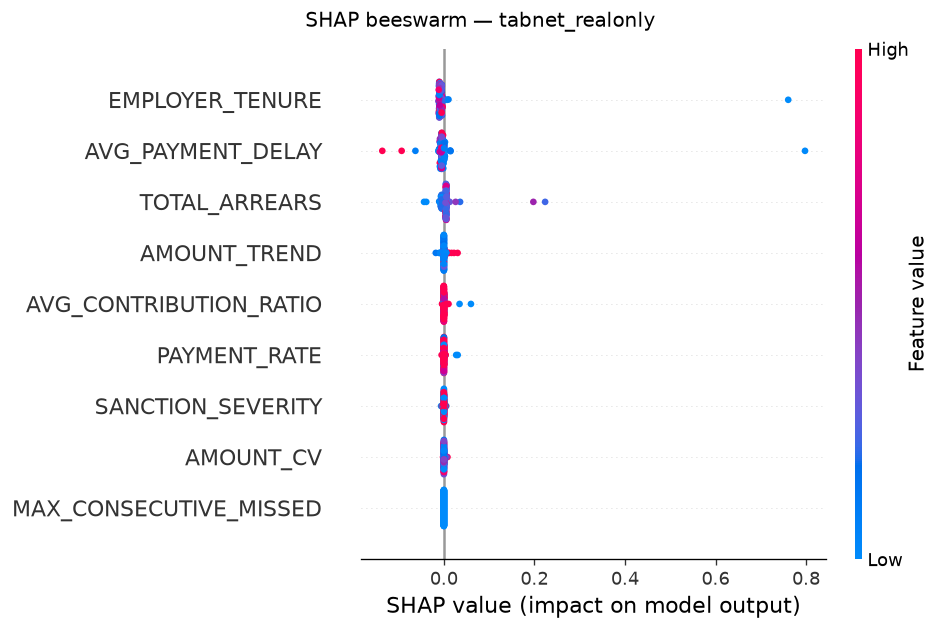 SHAP beeswarm — tabnet_realonly
High
EMPLOYER_TENURE
AVG_PAYMENT_DELAY
TOTAL_ARREARS
AMOUNT_TREND
AVG_CONTRIBUTION_RATIO
PAYMENT_RATE
SANCTION_SEVERITY
AMOUNT_CV
MAX_CONSECUTIVE_MISSED
Feature value
Low
0.0 0.2 0.4 0.6 0.8
SHAP value (impact on model output)